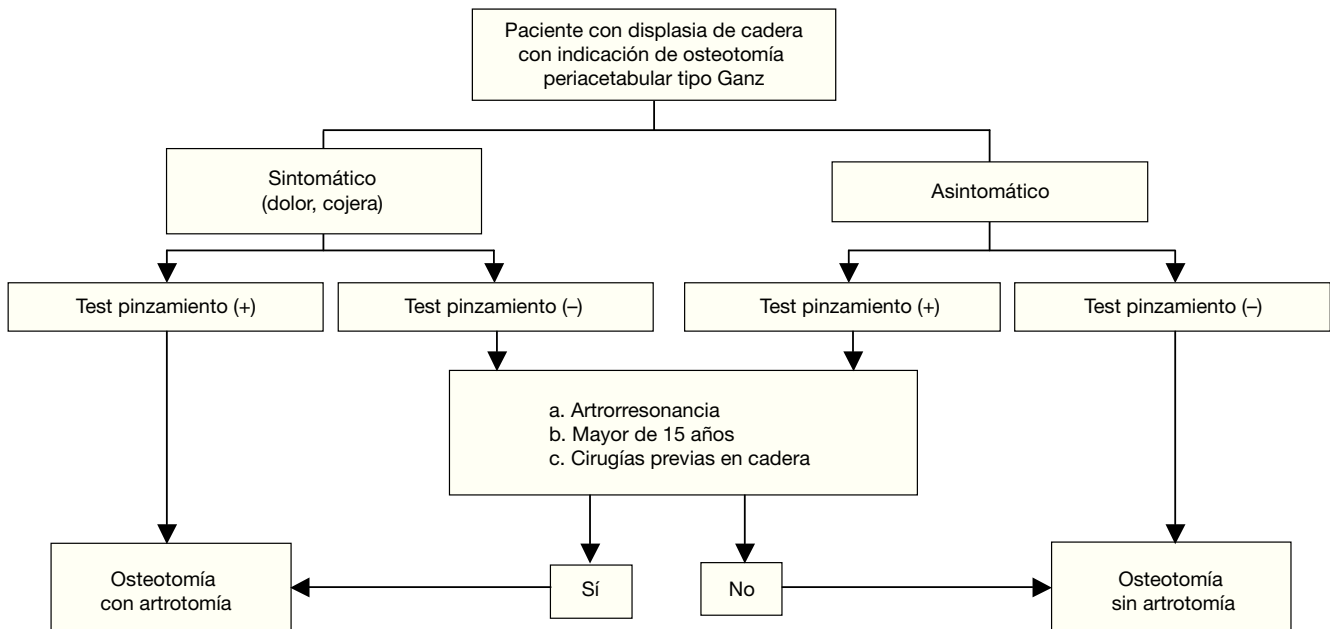 Paciente con displasia de cadera
con indicación de osteotomía
periacetabular tipo Ganz
Sintomático
(dolor, cojera)
Asintomático
Test pinzamiento (+)
Test pinzamiento (–)
Test pinzamiento (+)
Test pinzamiento (–)
a. Artrorresonancia
b. Mayor de 15 años
c. Cirugías previas en cadera
Osteotomía
con artrotomía
Sí
No
Osteotomía
sin artrotomía